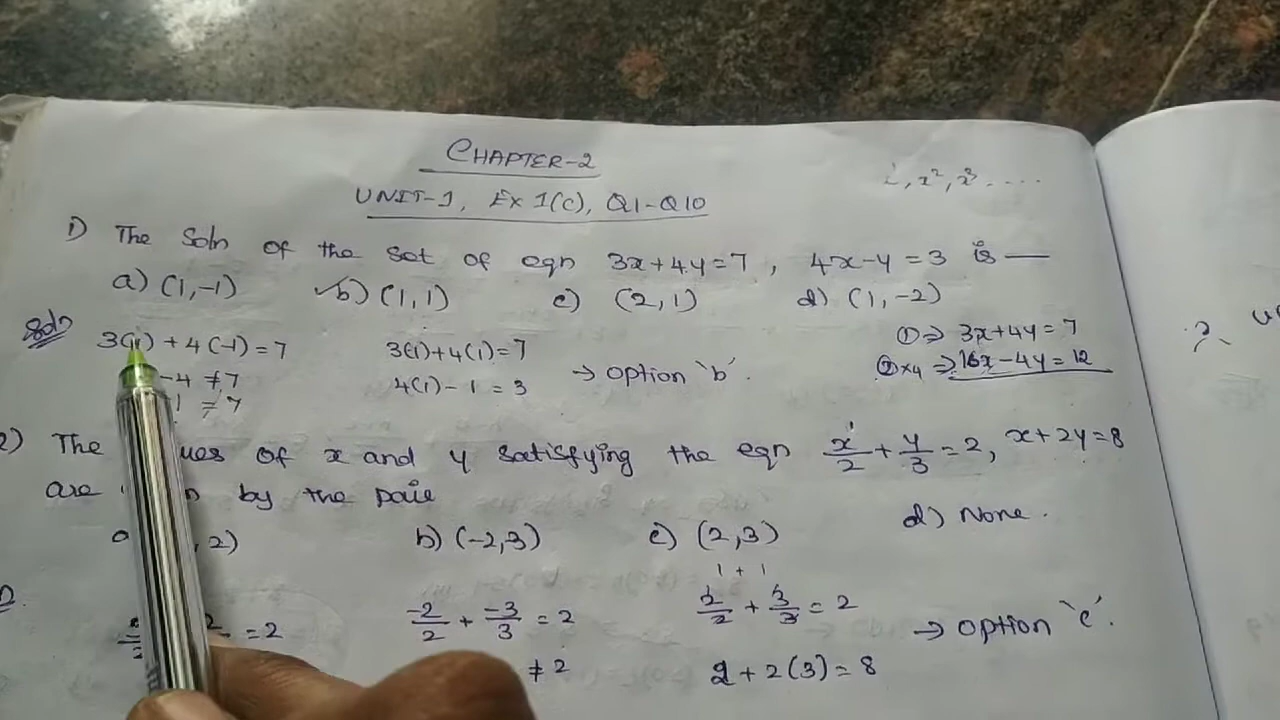 CHAPTER-2
UNIT-1, Ex 1(C), Q1-Q10
x², x³ ....
1) The Soln of the Set of eqn 3x+4y=7, 4x-y=3 is —
a) (1,-1) b) (1,1) c) (2,1) d) (1,-2)
Soln 3(1)+4(-1)=7 3(1)+4(1)=7 ①⇒ 3x+4y=7
-4 ≠7 4(1)-1=3 → option 'b'. ②×4 ⇒ 16x-4y=12
-1 ≠ 7
2) The of x and y satisfying the eqn x/2 + y/3 = 2, x+2y=8
are by the pair
2) b) (-2,3) c) (2,3) d) None.
1 + 1
=2 -2/2 + -3/3 = 2 2/2 + 3/3 = 2 → option 'c'.
≠2 2+2(3)=8